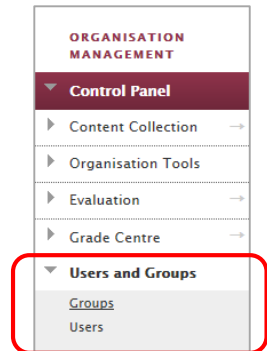 ORGANISATION
MANAGEMENT
Control Panel
Content Collection
Organisation Tools
Evaluation
Grade Centre
Users and Groups
Groups
Users